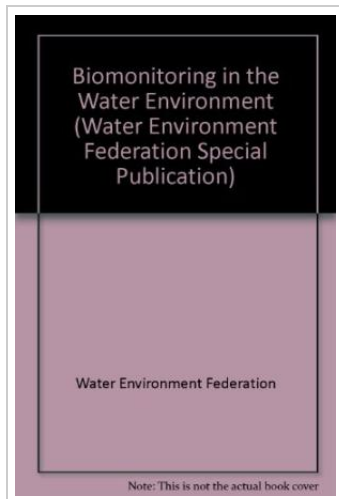 Biomonitoring in the
Water Environment
(Water Environment
Federation Special
Publication)
Water Environment Federation
Note: This is not the actual book cover